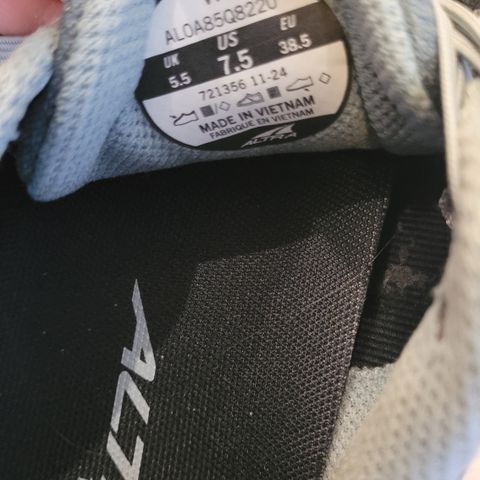 AL0A85Q8220
UK US EU
5.5 7.5 38.5
721356 11-24
MADE IN VIETNAM
FABRIQUE EN VIETNAM
ALTRA